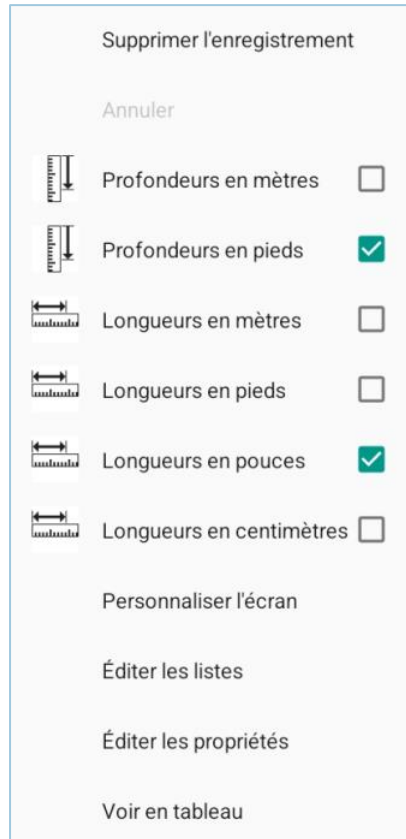 Supprimer l'enregistrement
Annuler
Profondeurs en mètres
Profondeurs en pieds
Longueurs en mètres
Longueurs en pieds
Longueurs en pouces
Longueurs en centimètres
Personnaliser l'écran
Éditer les listes
Éditer les propriétés
Voir en tableau